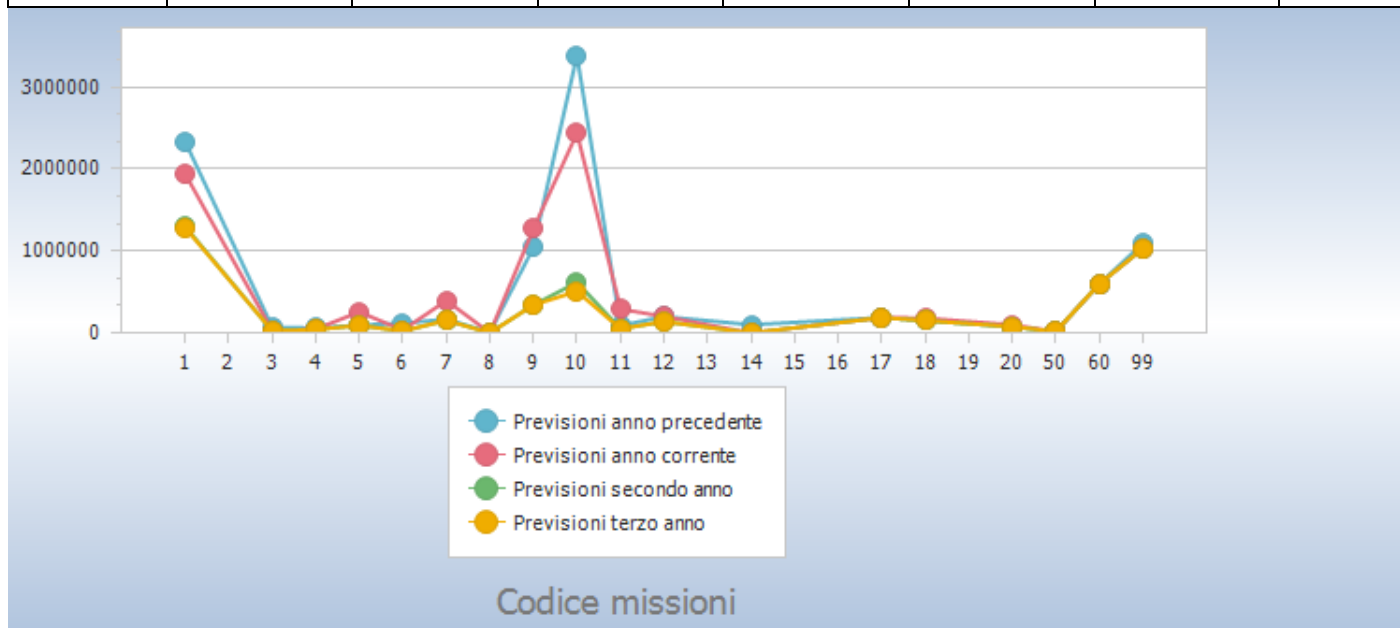 3000000
2000000
1000000
0
1 2 3 4 5 6 7 8 9 10 11 12 13 14 15 16 17 18 19 20 50 60 99
Previsioni anno precedente
Previsioni anno corrente
Previsioni secondo anno
Previsioni terzo anno
Codice missioni